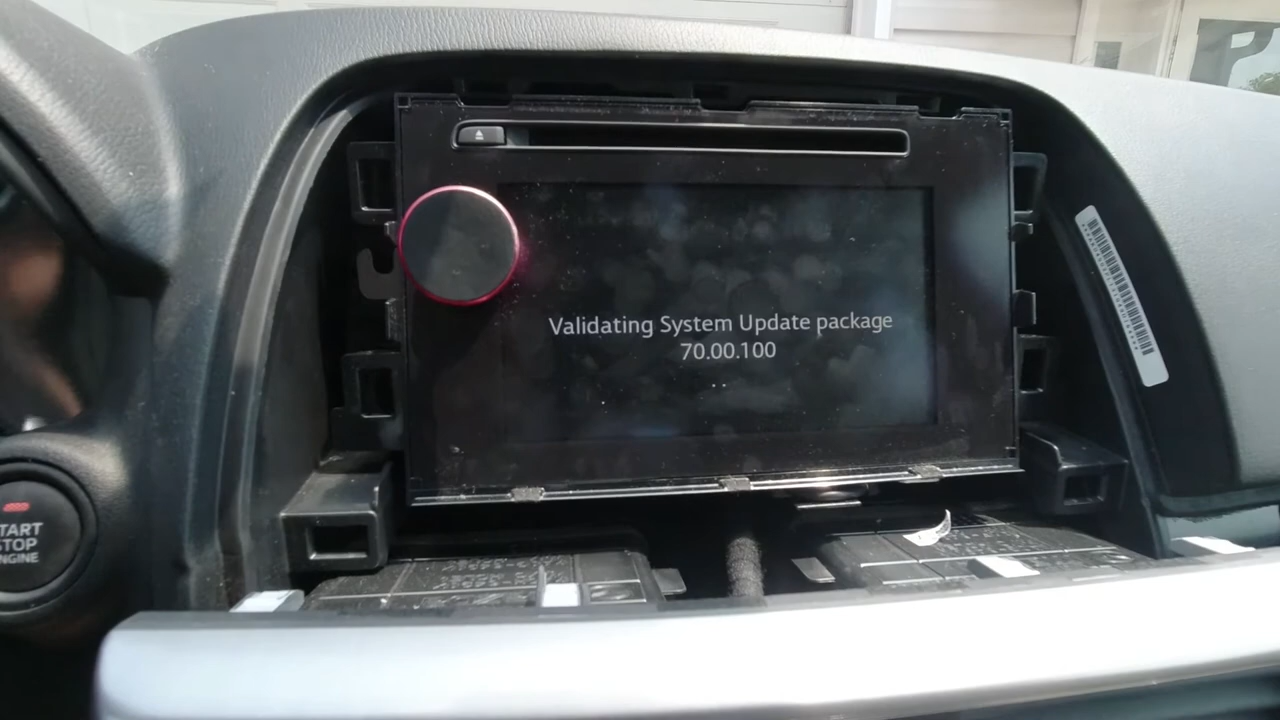 Validating System Update package
70.00.100
..
START
STOP
ENGINE